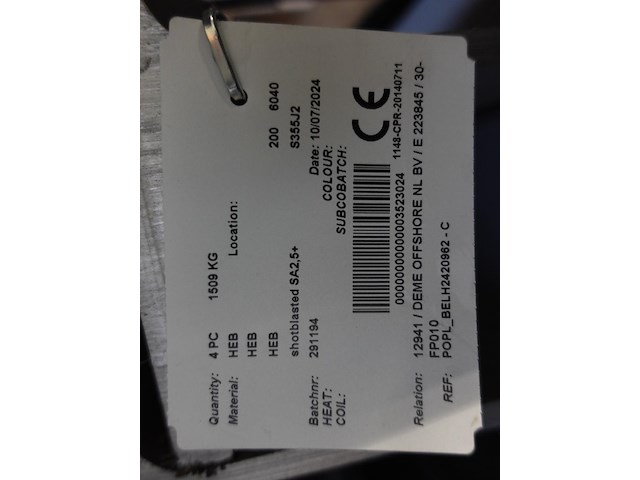 Quantity: 4 PC 1509 KG
Material: HEB Location:
HEB
HEB 200 6040
shotblasted SA2,5+ S355J2
Batchnr: 291194 Date: 10/07/2024
HEAT: COLOUR:
COIL: SUBCOBATCH:
CE
00000000000003523024 1148-CPR-20140711
Relation: 12941 / DEME OFFSHORE NL BV / E 223845 / 30-
FP010
REF: POPL_BELH2420962 - C